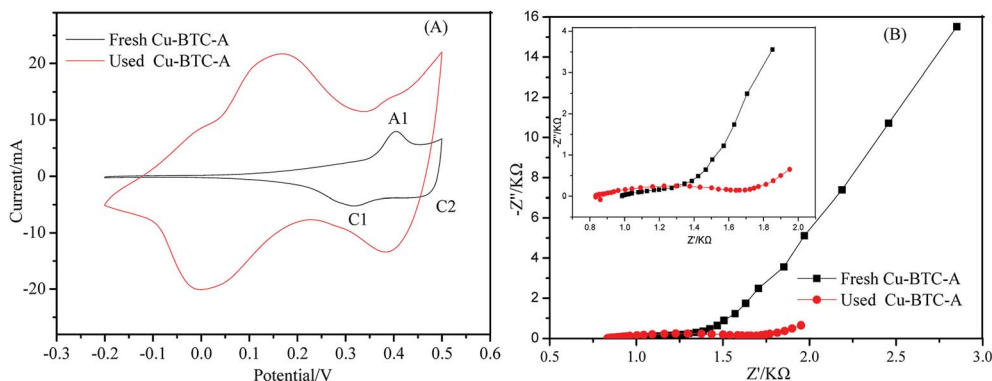 (A)
Fresh Cu-BTC-A
Used Cu-BTC-A
A1
C1
C2
20
10
0
-10
-20
Current/mA
-0.3 -0.2 -0.1 0.0 0.1 0.2 0.3 0.4 0.5 0.6
Potential/V
(B)
16
14
12
10
8
6
4
2
0
-Z''/KΩ
4
3
2
1
0
-Z''/KΩ
0.8 1.0 1.2 1.4 1.6 1.8 2.0
Z'/KΩ
Fresh Cu-BTC-A
Used Cu-BTC-A
0.5 1.0 1.5 2.0 2.5 3.0
Z'/KΩ